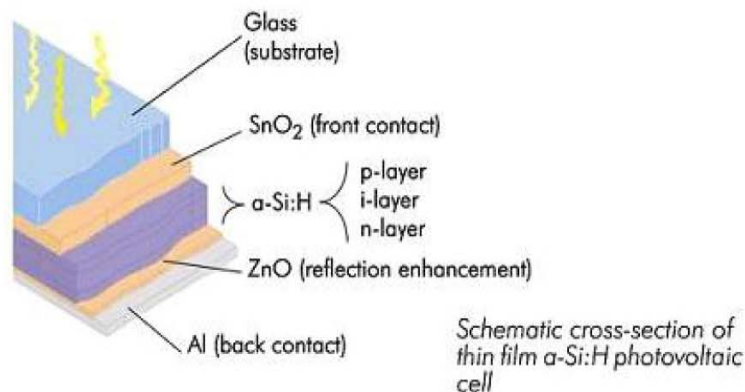 Glass
(substrate)
SnO₂ (front contact)
a-Si:H
p-layer
i-layer
n-layer
ZnO (reflection enhancement)
Al (back contact)
Schematic cross-section of
thin film a-Si:H photovoltaic
cell